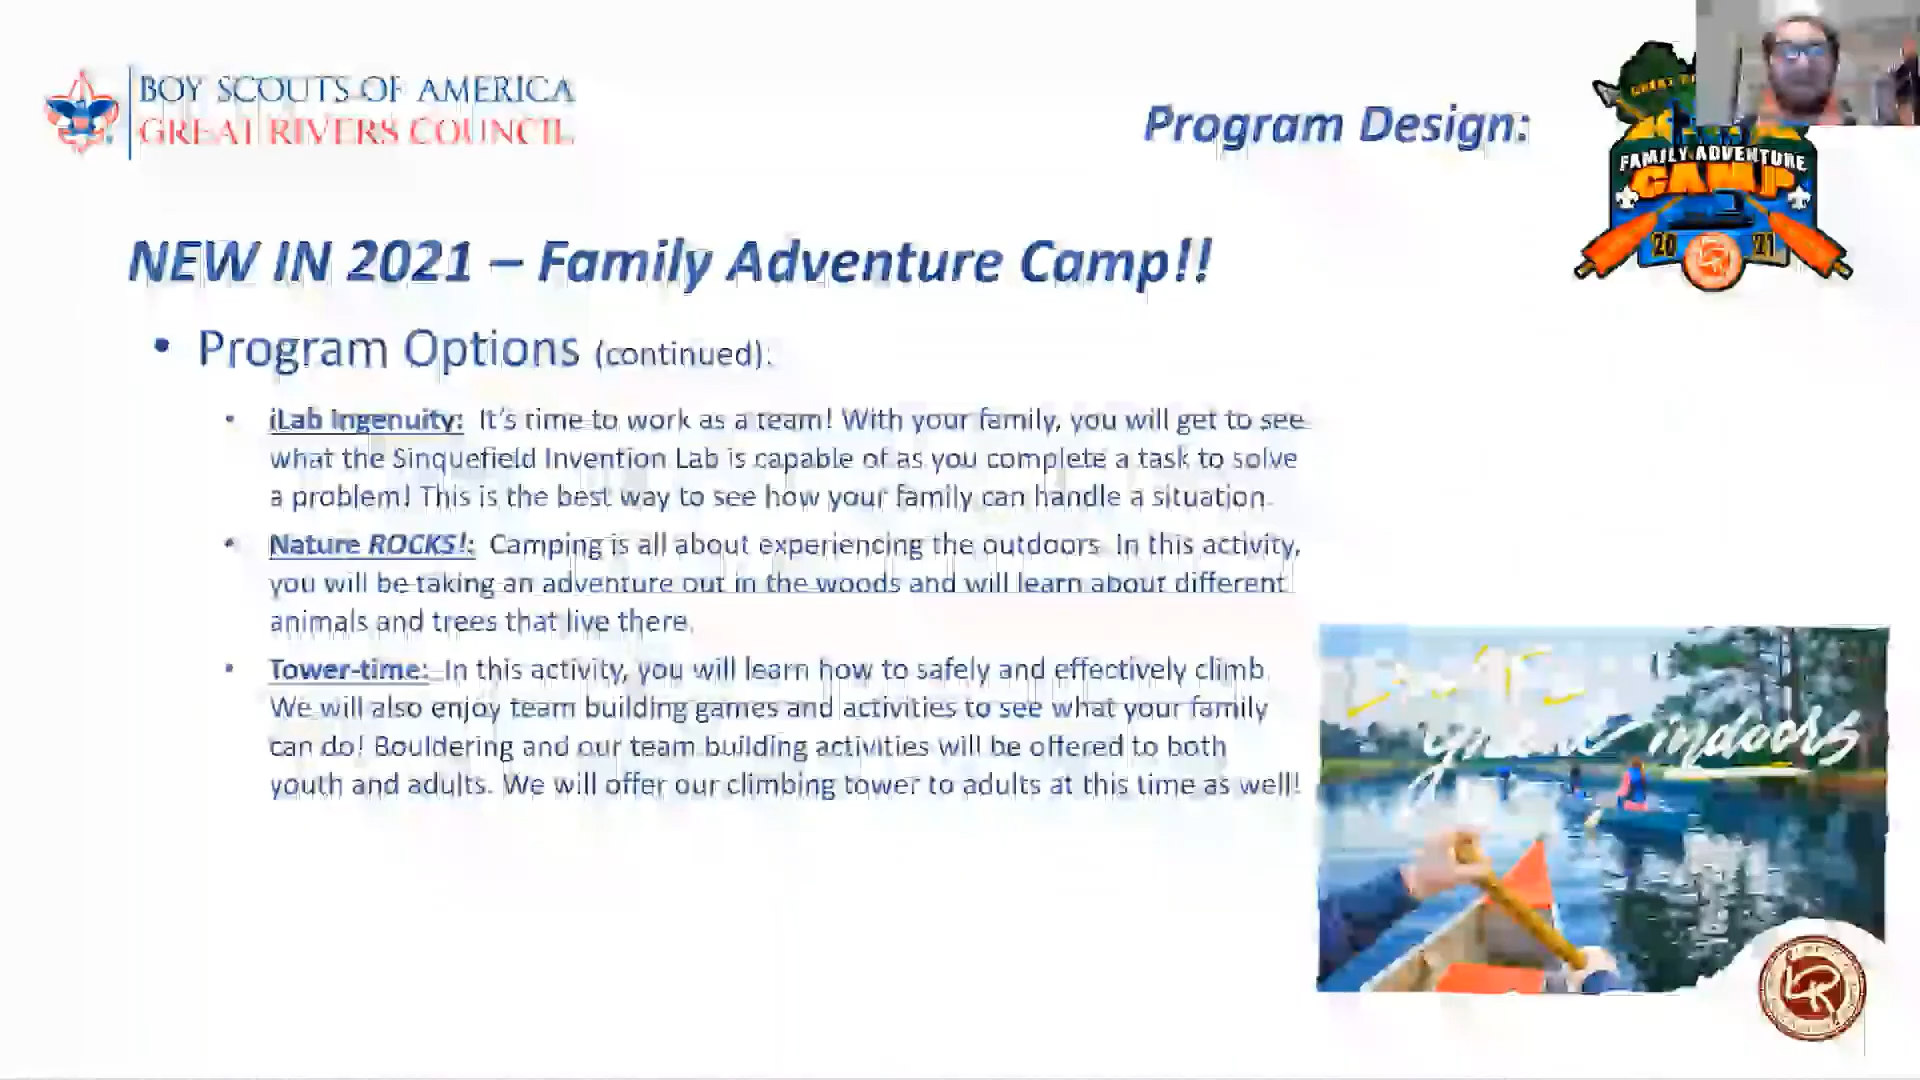 BOY SCOUTS OF AMERICA
GREAT RIVERS COUNCIL
Program Design:
FAMILY ADVENTURE
CAMP
20 21
NEW IN 2021 – Family Adventure Camp!!
• Program Options (continued):
• iLab Ingenuity: It's time to work as a team! With your family, you will get to see
what the Sinquefield Invention Lab is capable of as you complete a task to solve
a problem! This is the best way to see how your family can handle a situation.
• Nature ROCKS!: Camping is all about experiencing the outdoors. In this activity,
you will be taking an adventure out in the woods and will learn about different
animals and trees that live there.
• Tower-time: In this activity, you will learn how to safely and effectively climb.
We will also enjoy team building games and activities to see what your family
can do! Bouldering and our team building activities will be offered to both
youth and adults. We will offer our climbing tower to adults at this time as well!
indoors
LR